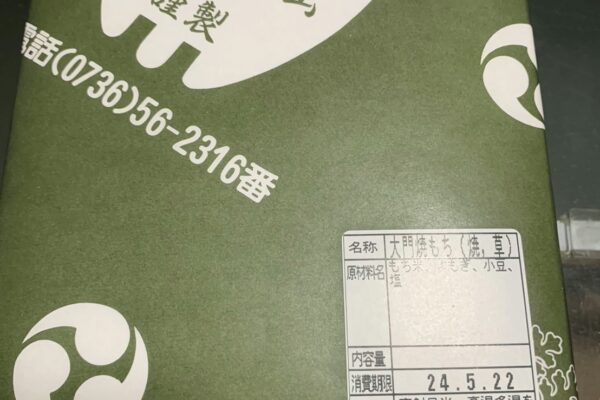 謹製
電話(0736)56-2316番
名称 大門焼もち(焼,草)
原材料名 もち米、よもぎ、小豆、
塩
内容量
消費期限 24.5.22